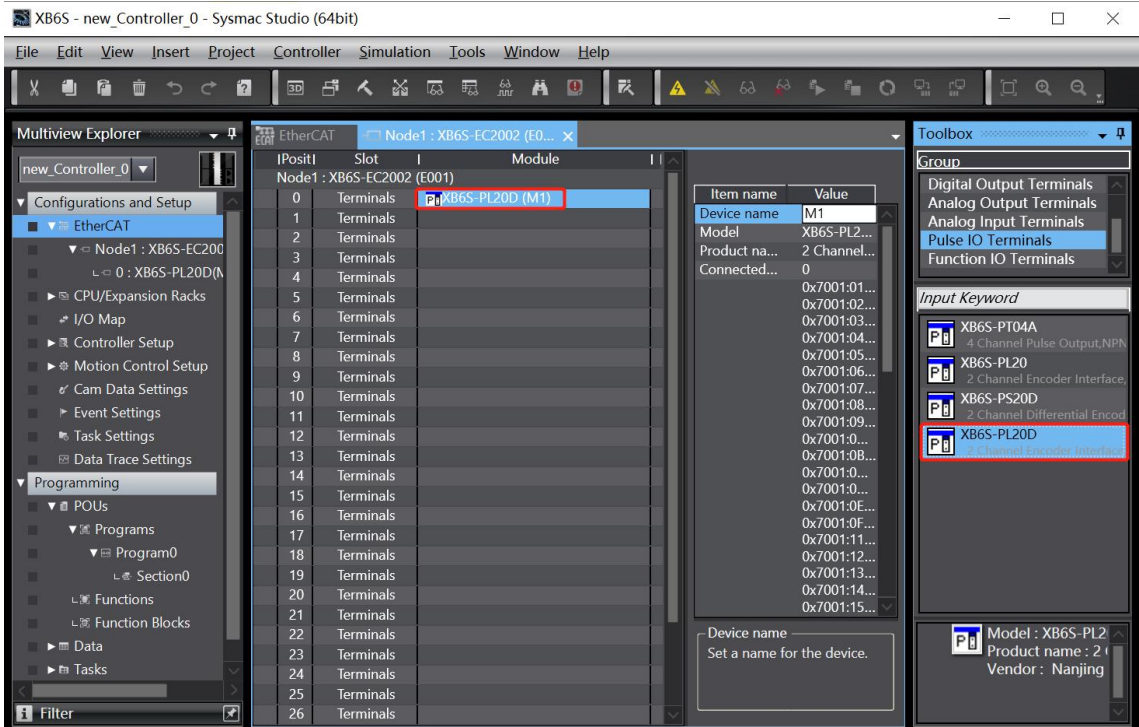 XB6S - new_Controller_0 - Sysmac Studio (64bit)
File Edit View Insert Project Controller Simulation Tools Window Help
Multiview Explorer
new_Controller_0
Configurations and Setup
EtherCAT
Node1 : XB6S-EC200
0 : XB6S-PL20D(M
CPU/Expansion Racks
I/O Map
Controller Setup
Motion Control Setup
Cam Data Settings
Event Settings
Task Settings
Data Trace Settings
Programming
POUs
Programs
Program0
Section0
Functions
Function Blocks
Data
Tasks
Filter
EtherCAT Node1 : XB6S-EC2002 (E0...
Posit Slot Module
Node1 : XB6S-EC2002 (E001)
0 Terminals XB6S-PL20D (M1)
1 Terminals
2 Terminals
3 Terminals
4 Terminals
5 Terminals
6 Terminals
7 Terminals
8 Terminals
9 Terminals
10 Terminals
11 Terminals
12 Terminals
13 Terminals
14 Terminals
15 Terminals
16 Terminals
17 Terminals
18 Terminals
19 Terminals
20 Terminals
21 Terminals
22 Terminals
23 Terminals
24 Terminals
25 Terminals
26 Terminals
Item name Value
Device name M1
Model XB6S-PL2...
Product na... 2 Channel...
Connected... 0
0x7001:01...
0x7001:02...
0x7001:03...
0x7001:04...
0x7001:05...
0x7001:06...
0x7001:07...
0x7001:08...
0x7001:09...
0x7001:0...
0x7001:0B...
0x7001:0...
0x7001:0...
0x7001:0E...
0x7001:0F...
0x7001:11...
0x7001:12...
0x7001:13...
0x7001:14...
0x7001:15...
Device name
Set a name for the device.
Toolbox
Group
Digital Output Terminals
Analog Output Terminals
Analog Input Terminals
Pulse IO Terminals
Function IO Terminals
Input Keyword
XB6S-PT04A
4 Channel Pulse Output,NPN
XB6S-PL20
2 Channel Encoder Interface,
XB6S-PS20D
2 Channel Differential Encod
XB6S-PL20D
2 Channel Encoder Interface
Model : XB6S-PL2
Product name : 2
Vendor : Nanjing